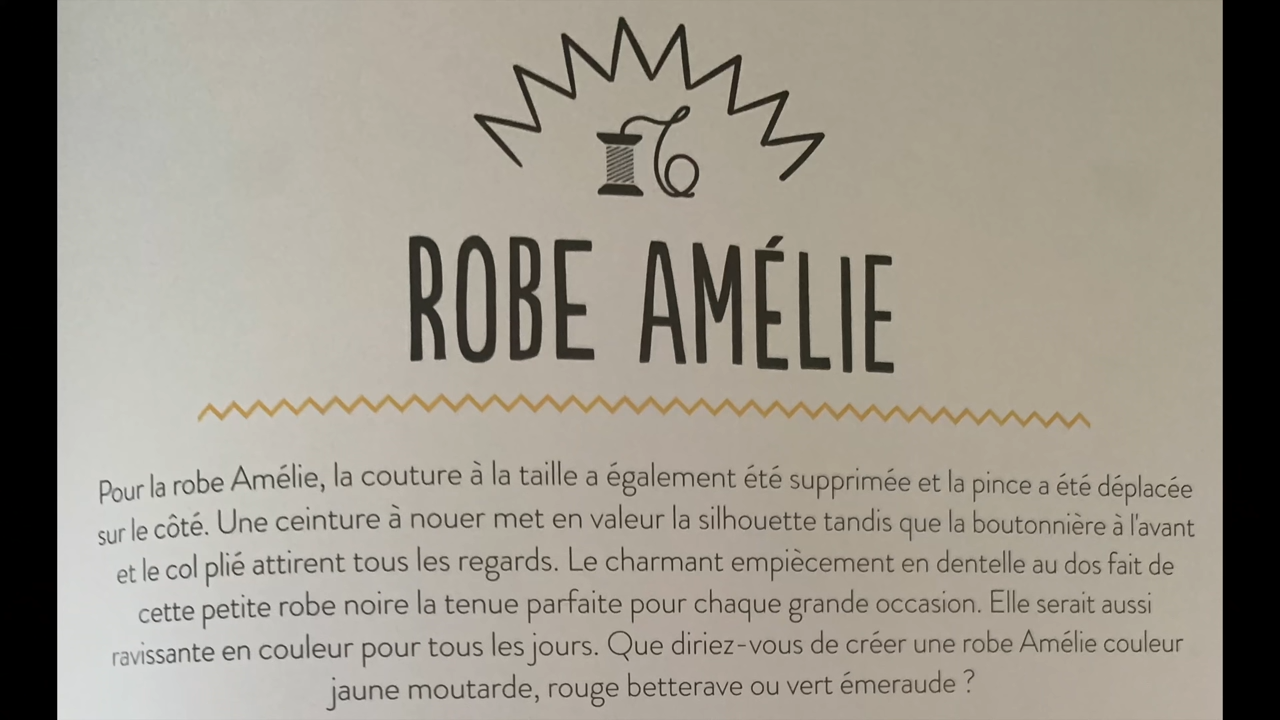 16
ROBE AMÉLIE
Pour la robe Amélie, la couture à la taille a également été supprimée et la pince a été déplacée
sur le côté. Une ceinture à nouer met en valeur la silhouette tandis que la boutonnière à l'avant
et le col plié attirent tous les regards. Le charmant empiècement en dentelle au dos fait de
cette petite robe noire la tenue parfaite pour chaque grande occasion. Elle serait aussi
ravissante en couleur pour tous les jours. Que diriez-vous de créer une robe Amélie couleur
jaune moutarde, rouge betterave ou vert émeraude ?